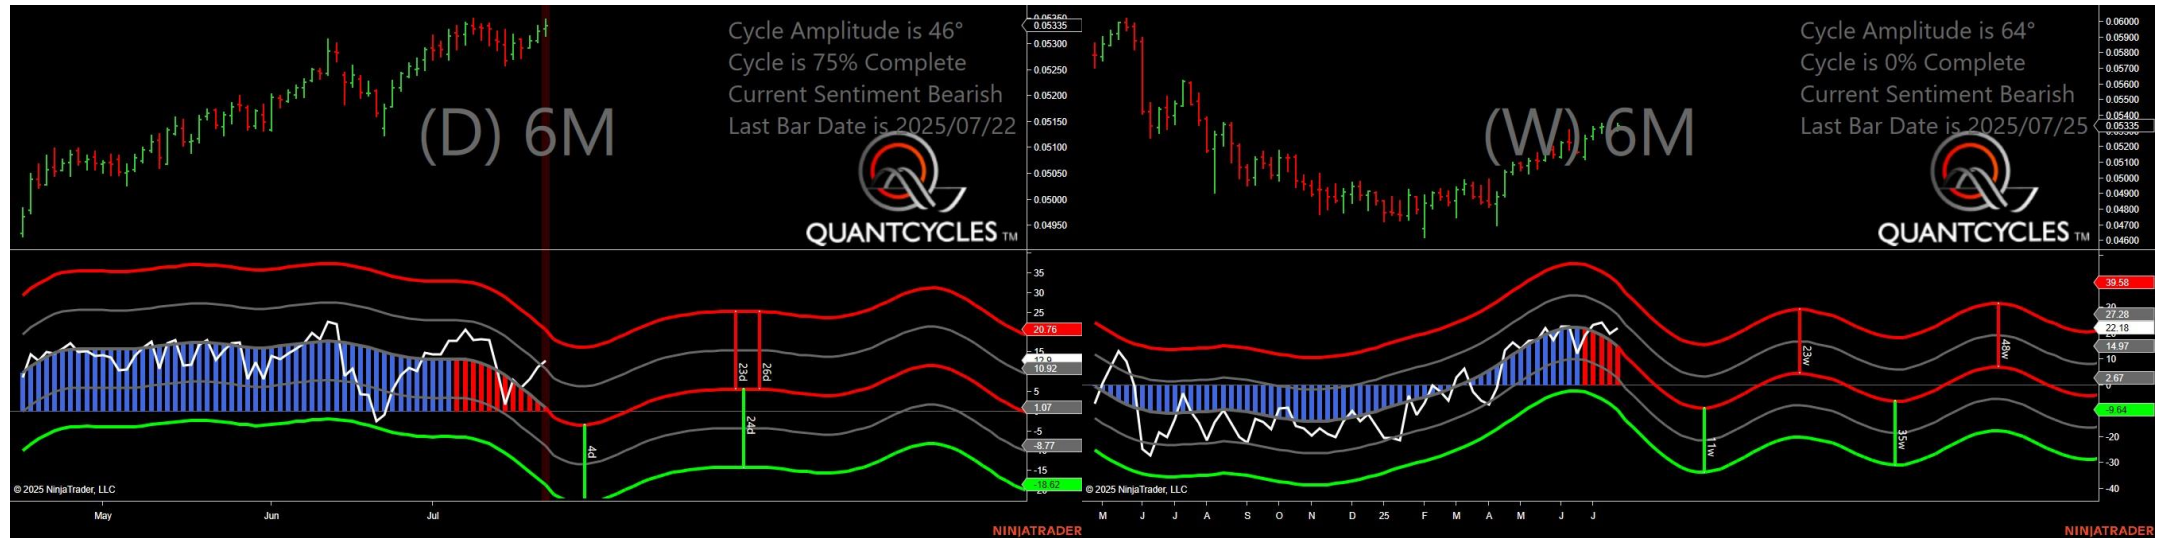 Cycle Amplitude is 46°
Cycle is 75% Complete
Current Sentiment Bearish
Last Bar Date is 2025/07/22
(D) 6M
QUANTCYCLES TM
0.05335
0.05300
0.05250
0.05200
0.05150
0.05100
0.05050
0.05000
0.04950
35
30
25
20.76
15
12.9
10.92
5
1.07
-5
-8.77
-15
-18.62
4d
23d
26d
24d
© 2025 NinjaTrader, LLC
May
Jun
Jul
NINJATRADER
Cycle Amplitude is 64°
Cycle is 0% Complete
Current Sentiment Bearish
Last Bar Date is 2025/07/25
(W) 6M
QUANTCYCLES TM
0.06000
0.05900
0.05800
0.05700
0.05600
0.05500
0.05400
0.05335
0.05200
0.05100
0.05000
0.04900
0.04800
0.04700
0.04600
39.58
27.28
22.18
14.97
10
2.67
-9.64
-20
-30
-40
11w
23w
35w
48w
© 2025 NinjaTrader, LLC
M J J A S O N D 25 F M A M J J
NINJATRADER